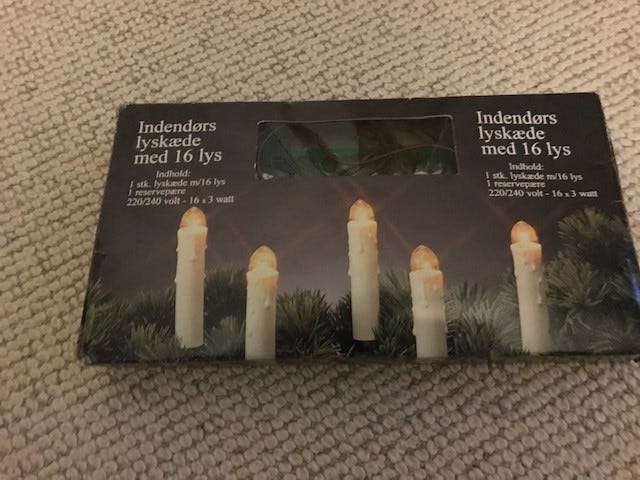 Indendørs
lyskæde
med 16 lys
Indhold:
1 stk. lyskæde m/16 lys
1 reservepære
220/240 volt - 16 x 3 watt
Indendørs
lyskæde
med 16 lys
Indhold:
1 stk. lyskæde m/16 lys
1 reservepære
220/240 volt - 16 x 3 watt